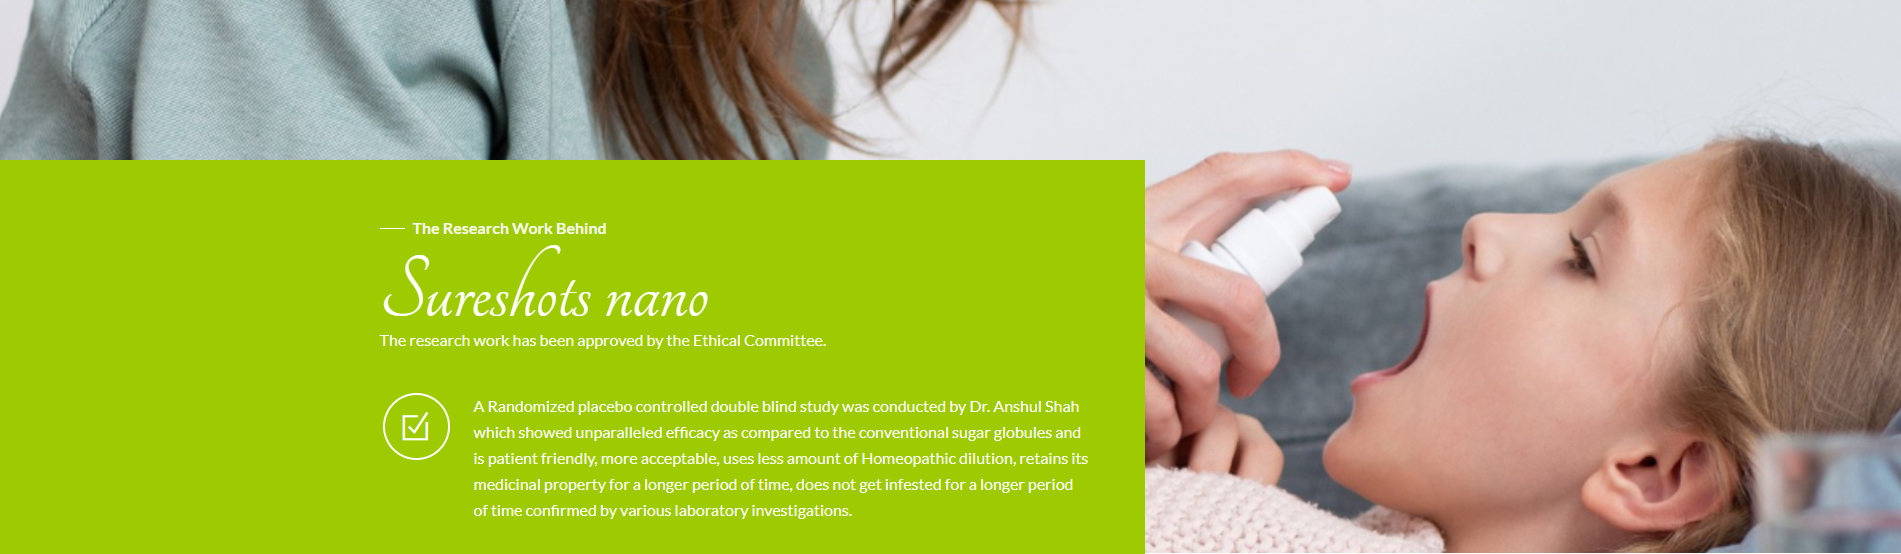 The Research Work Behind
Sureshots nano
The research work has been approved by the Ethical Committee.
A Randomized placebo controlled double blind study was conducted by Dr. Anshul Shah
which showed unparalleled efficacy as compared to the conventional sugar globules and
is patient friendly, more acceptable, uses less amount of Homeopathic dilution, retains its
medicinal property for a longer period of time, does not get infested for a longer period
of time confirmed by various laboratory investigations.